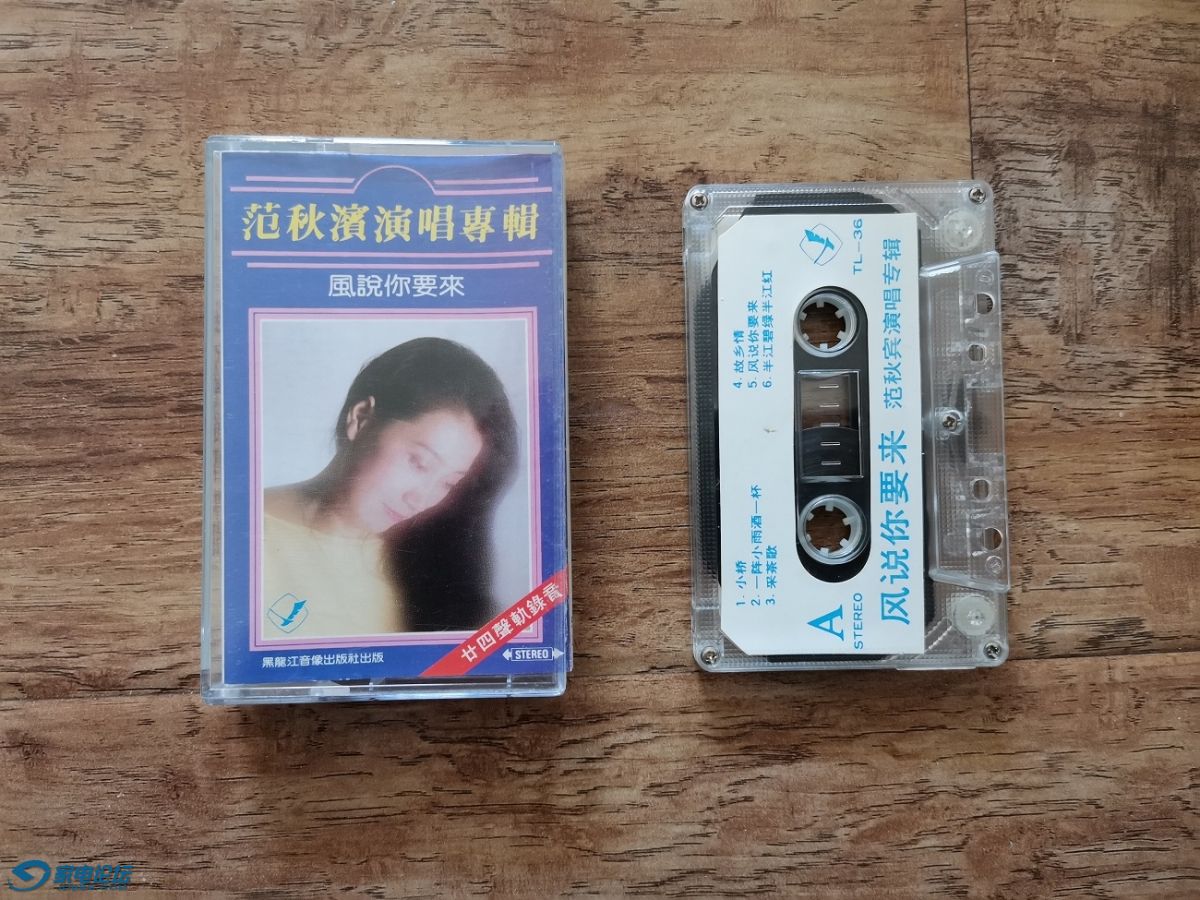 范秋濱演唱專輯
風說你要來
廿四聲軌錄音
黑龍江音像出版社出版
STEREO
TL-36
4. 故乡情
5. 风说你要来
6. 半江碧绿半江红
1. 小桥
2. 一阵小雨酒一杯
3. 采茶歌
A
STEREO
风说你要来 范秋宾演唱专辑
家电论坛